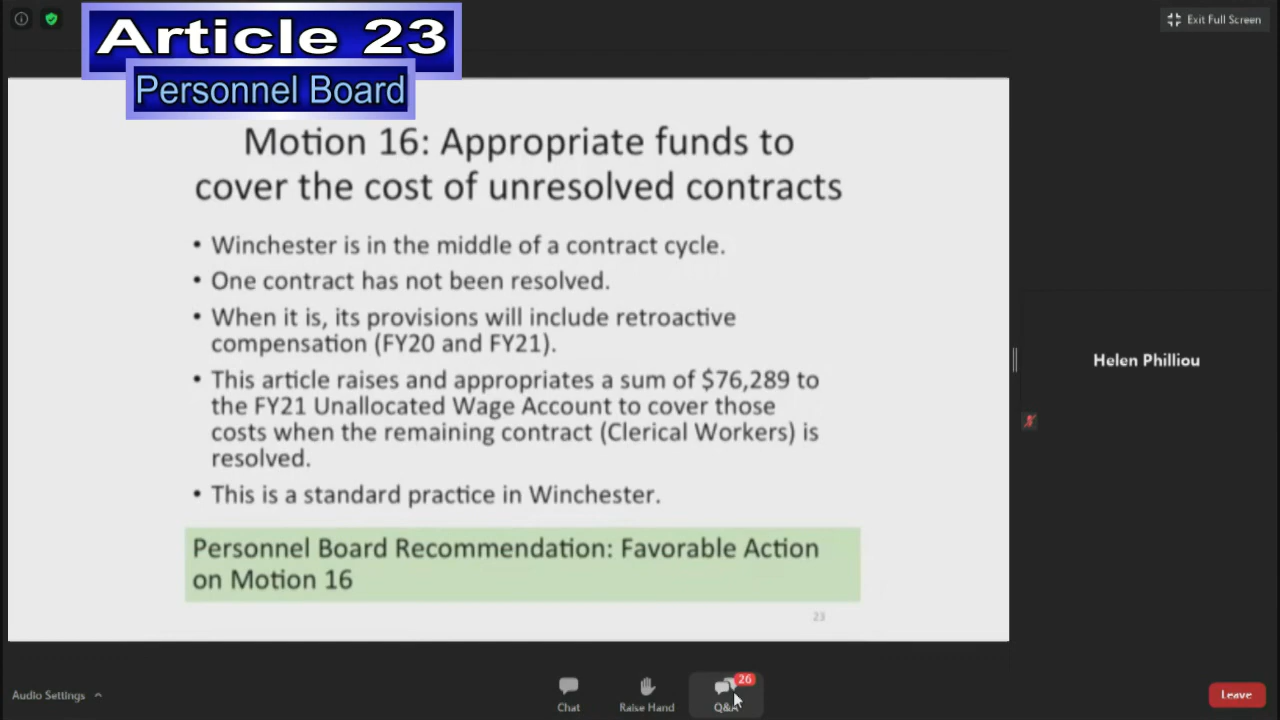 Article 23
Personnel Board
Exit Full Screen
Motion 16: Appropriate funds to
cover the cost of unresolved contracts
• Winchester is in the middle of a contract cycle.
• One contract has not been resolved.
• When it is, its provisions will include retroactive
compensation (FY20 and FY21).
• This article raises and appropriates a sum of $76,289 to
the FY21 Unallocated Wage Account to cover those
costs when the remaining contract (Clerical Workers) is
resolved.
• This is a standard practice in Winchester.
Personnel Board Recommendation: Favorable Action
on Motion 16
23
Helen Philliou
Audio Settings
Chat
Raise Hand
26
Q&A
Leave